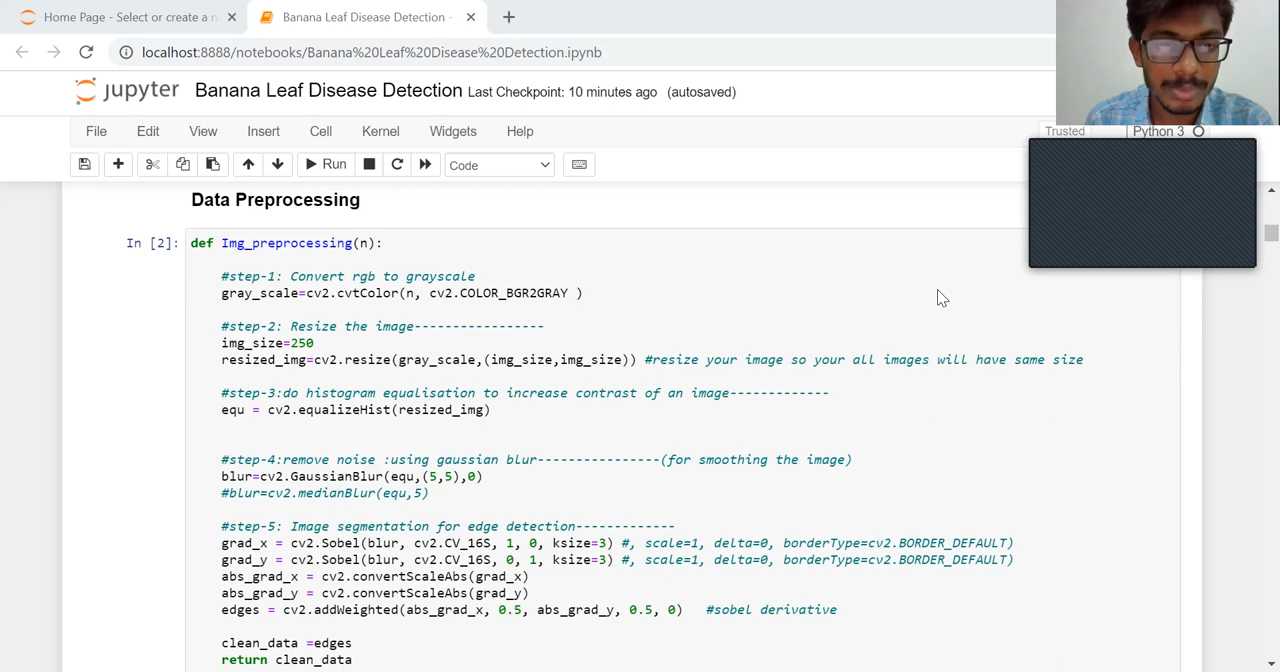 Home Page - Select or create a n
Banana Leaf Disease Detection -
localhost:8888/notebooks/Banana%20Leaf%20Disease%20Detection.ipynb
jupyter Banana Leaf Disease Detection Last Checkpoint: 10 minutes ago (autosaved)
File Edit View Insert Cell Kernel Widgets Help Trusted Python 3
Run Code
Data Preprocessing
In [2]: def Img_preprocessing(n):
#step-1: Convert rgb to grayscale
gray_scale=cv2.cvtColor(n, cv2.COLOR_BGR2GRAY )
#step-2: Resize the image-----------------
img_size=250
resized_img=cv2.resize(gray_scale,(img_size,img_size)) #resize your image so your all images will have same size
#step-3:do histogram equalisation to increase contrast of an image-------------
equ = cv2.equalizeHist(resized_img)
#step-4:remove noise :using gaussian blur----------------(for smoothing the image)
blur=cv2.GaussianBlur(equ,(5,5),0)
#blur=cv2.medianBlur(equ,5)
#step-5: Image segmentation for edge detection-------------
grad_x = cv2.Sobel(blur, cv2.CV_16S, 1, 0, ksize=3) #, scale=1, delta=0, borderType=cv2.BORDER_DEFAULT)
grad_y = cv2.Sobel(blur, cv2.CV_16S, 0, 1, ksize=3) #, scale=1, delta=0, borderType=cv2.BORDER_DEFAULT)
abs_grad_x = cv2.convertScaleAbs(grad_x)
abs_grad_y = cv2.convertScaleAbs(grad_y)
edges = cv2.addWeighted(abs_grad_x, 0.5, abs_grad_y, 0.5, 0) #sobel derivative
clean_data =edges
return clean_data